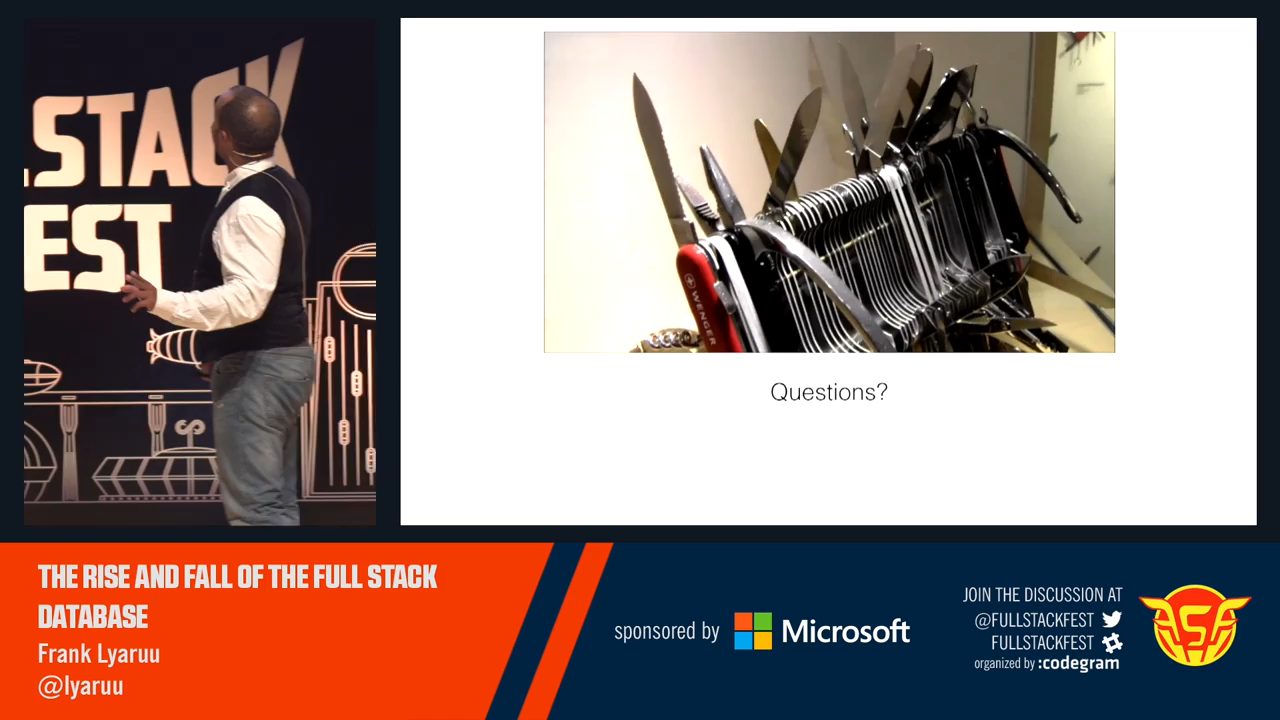 STACK
EST
WENGER
Questions?
THE RISE AND FALL OF THE FULL STACK
DATABASE
Frank Lyaruu
@lyaruu
sponsored by Microsoft
JOIN THE DISCUSSION AT
@FULLSTACKFEST
FULLSTACKFEST
organized by :codegram
FSF